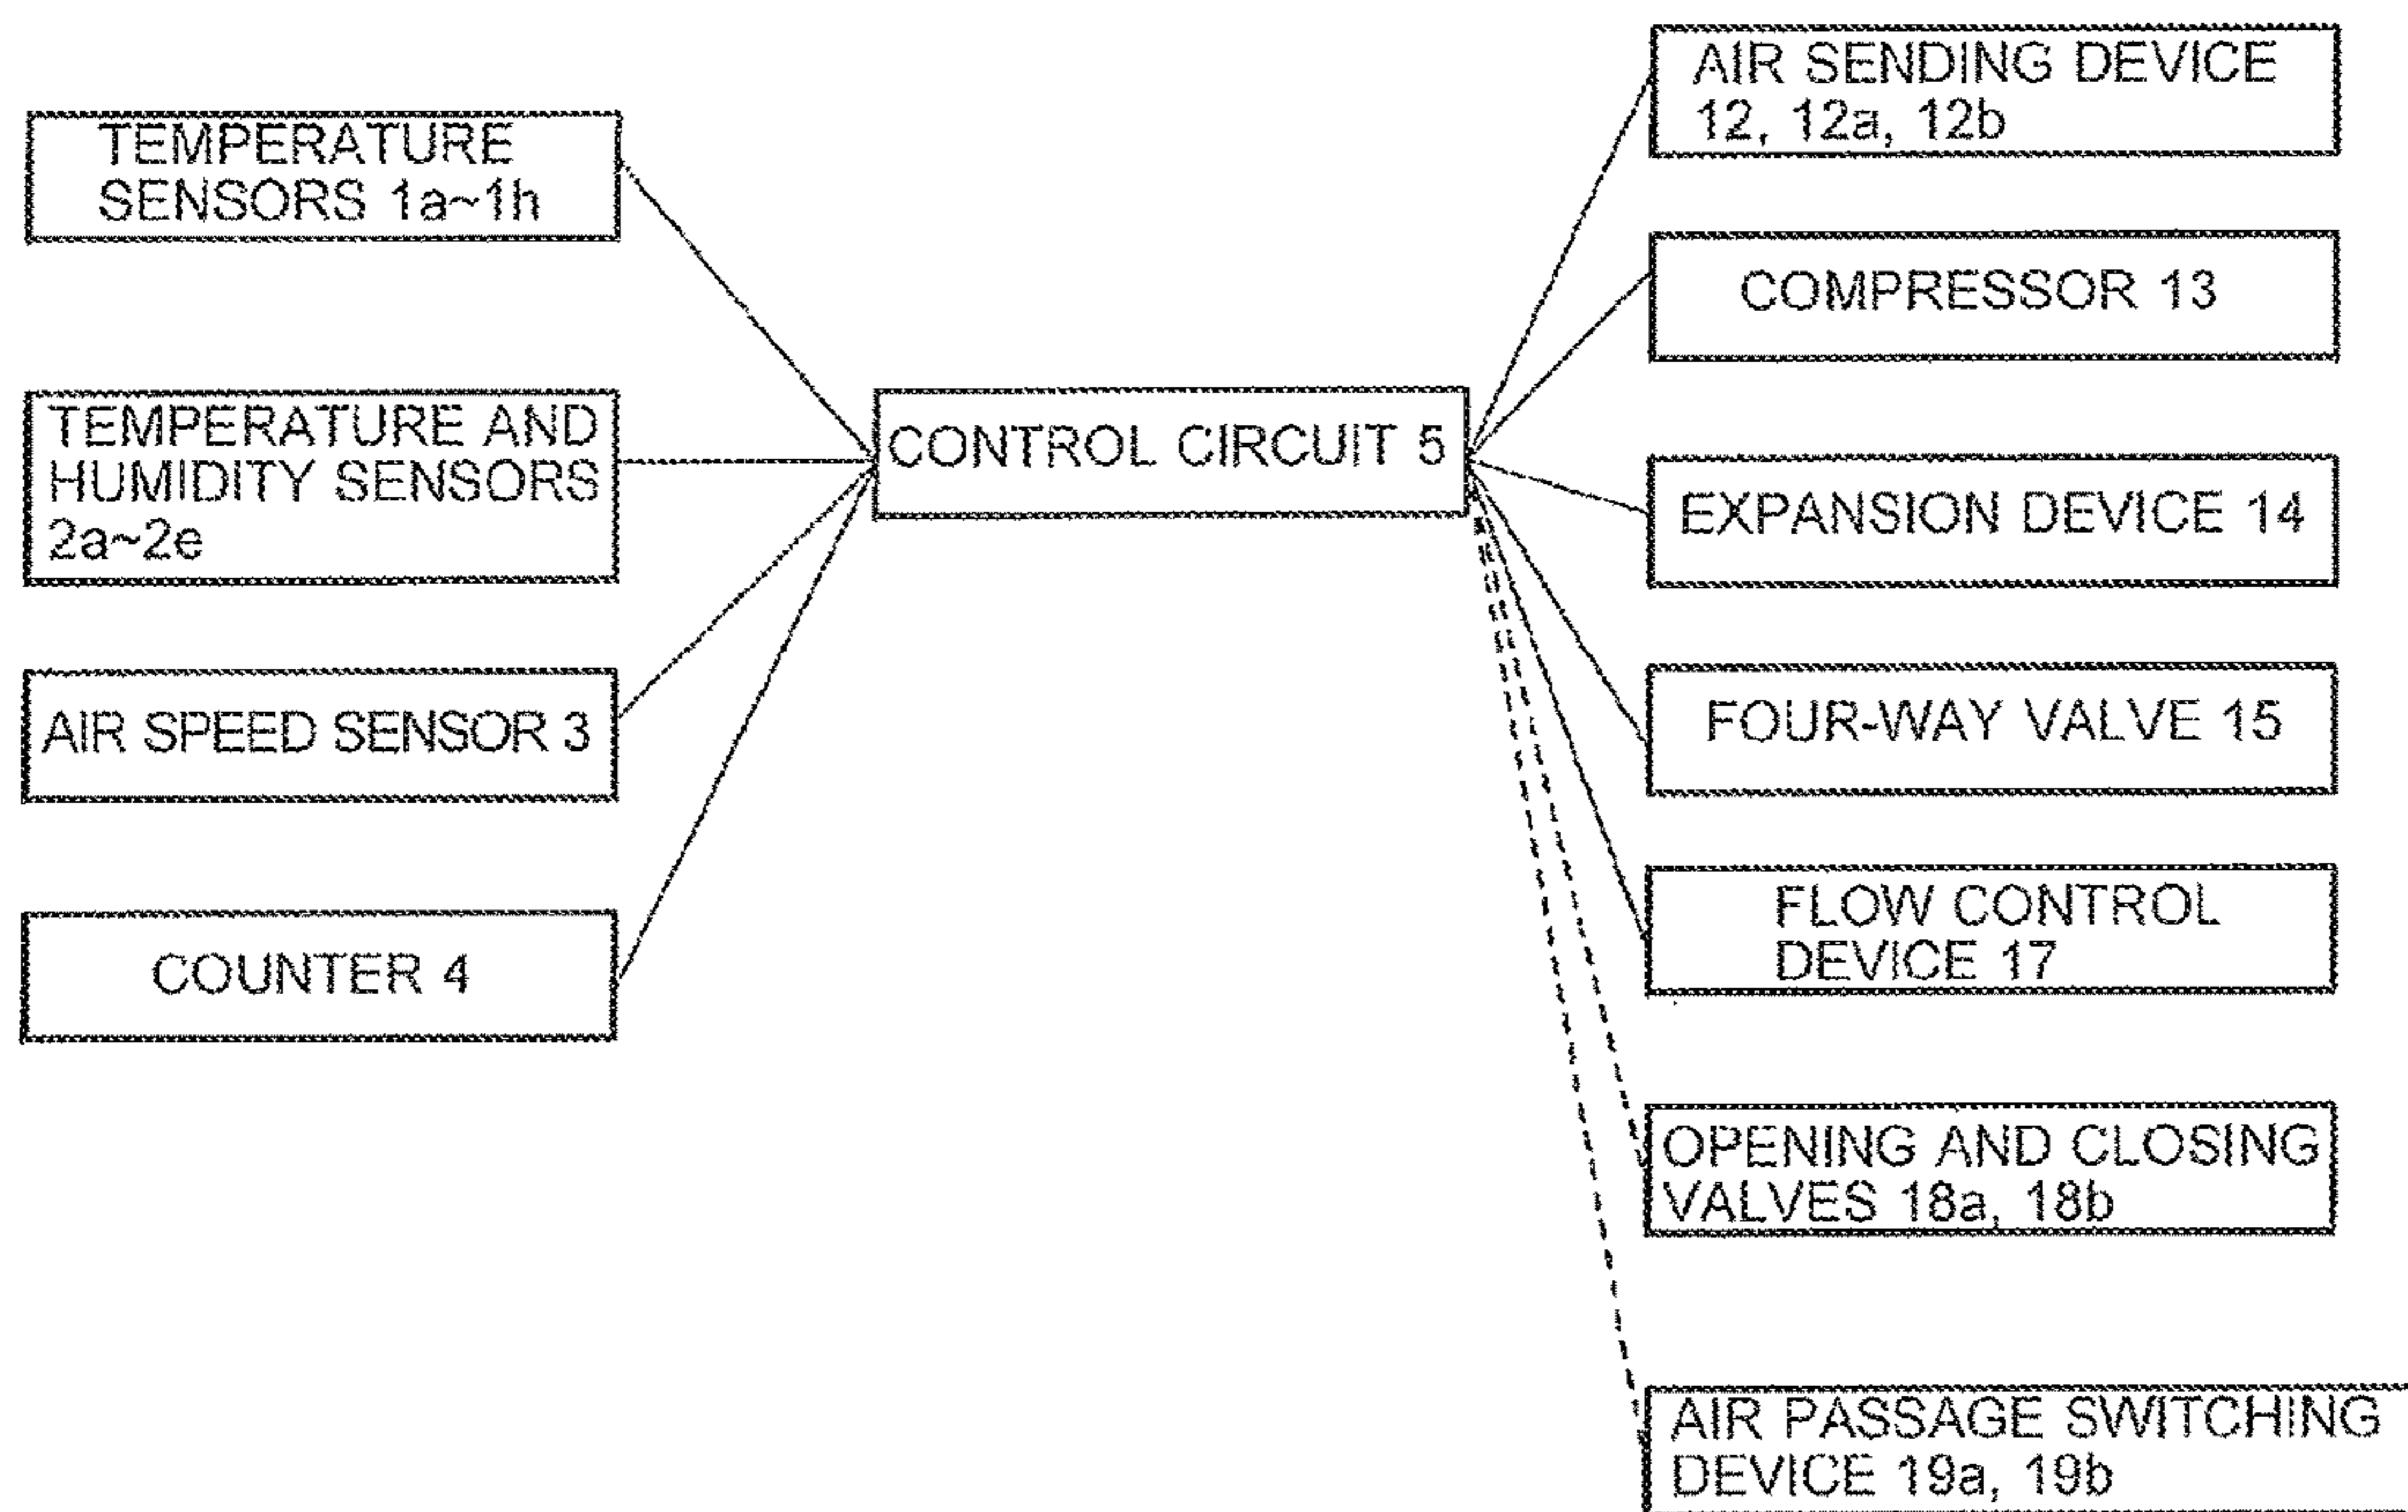 TEMPERATURE
SENSORS 1a~1h
TEMPERATURE AND
HUMIDITY SENSORS
2a~2e
AIR SPEED SENSOR 3
COUNTER 4
CONTROL CIRCUIT 5
AIR SENDING DEVICE
12, 12a, 12b
COMPRESSOR 13
EXPANSION DEVICE 14
FOUR-WAY VALVE 15
FLOW CONTROL
DEVICE 17
OPENING AND CLOSING
VALVES 18a, 18b
AIR PASSAGE SWITCHING
DEVICE 19a, 19b